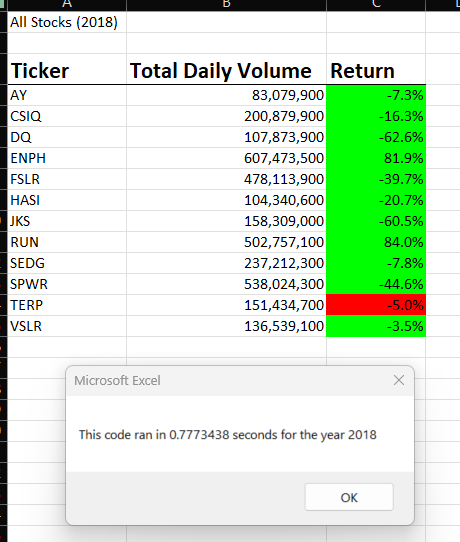 A B C
All Stocks (2018)
Ticker Total Daily Volume Return
AY 83,079,900 -7.3%
CSIQ 200,879,900 -16.3%
DQ 107,873,900 -62.6%
ENPH 607,473,500 81.9%
FSLR 478,113,900 -39.7%
HASI 104,340,600 -20.7%
JKS 158,309,000 -60.5%
RUN 502,757,100 84.0%
SEDG 237,212,300 -7.8%
SPWR 538,024,300 -44.6%
TERP 151,434,700 -5.0%
VSLR 136,539,100 -3.5%
Microsoft Excel
This code ran in 0.7773438 seconds for the year 2018
OK